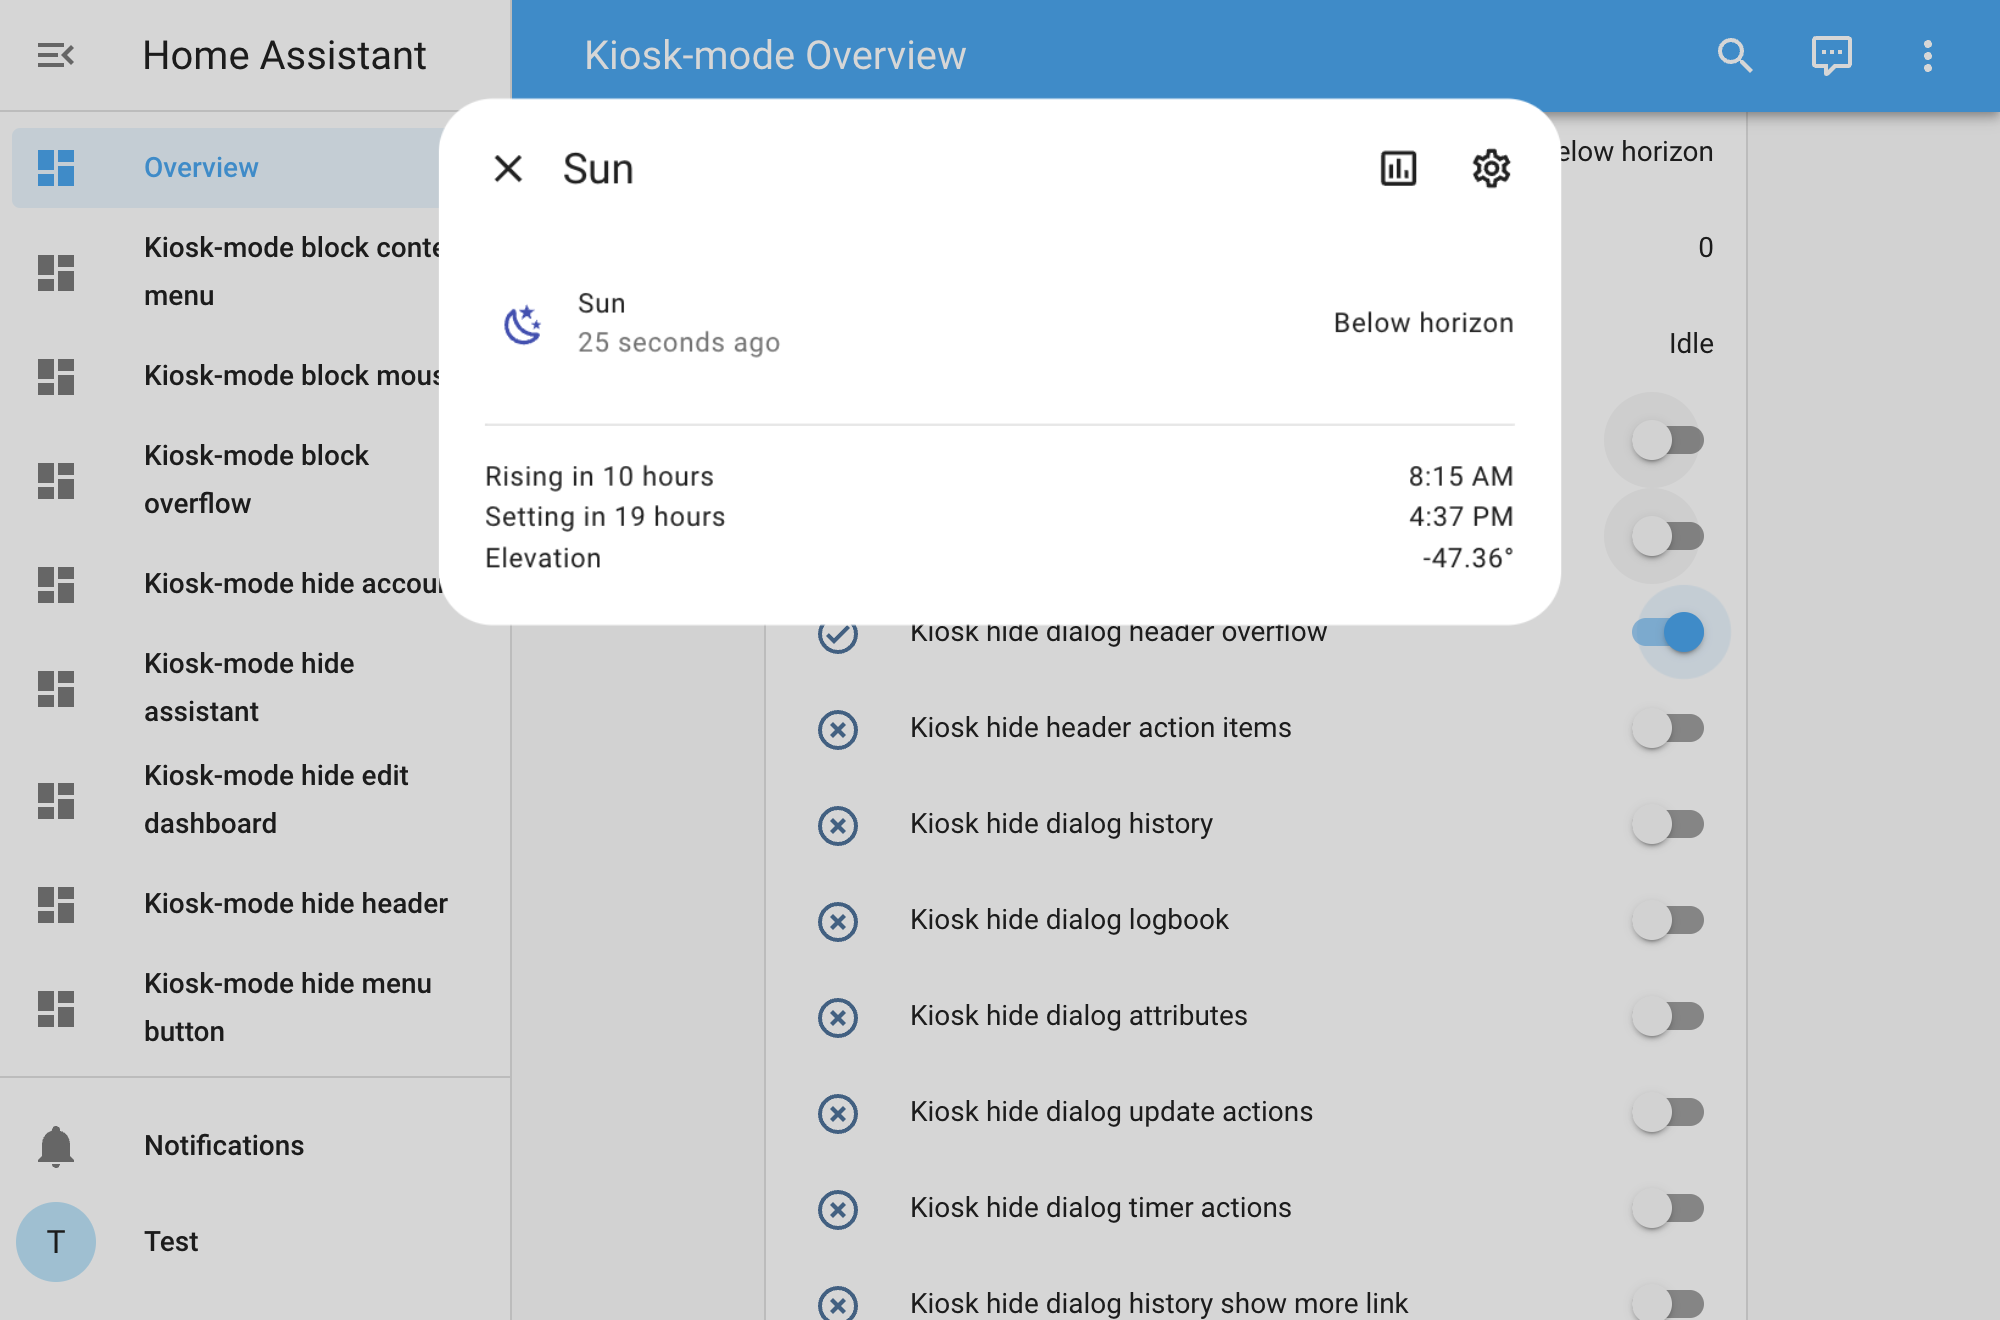 Home Assistant
Kiosk-mode Overview
Overview
Kiosk-mode block conte
menu
Kiosk-mode block mous
Kiosk-mode block
overflow
Kiosk-mode hide accou
Kiosk-mode hide
assistant
Kiosk-mode hide edit
dashboard
Kiosk-mode hide header
Kiosk-mode hide menu
button
Notifications
T
Test
Sun
Sun
25 seconds ago
Below horizon
Rising in 10 hours
8:15 AM
Setting in 19 hours
4:37 PM
Elevation
-47.36°
elow horizon
0
Idle
Kiosk hide dialog header overflow
Kiosk hide header action items
Kiosk hide dialog history
Kiosk hide dialog logbook
Kiosk hide dialog attributes
Kiosk hide dialog update actions
Kiosk hide dialog timer actions
Kiosk hide dialog history show more link